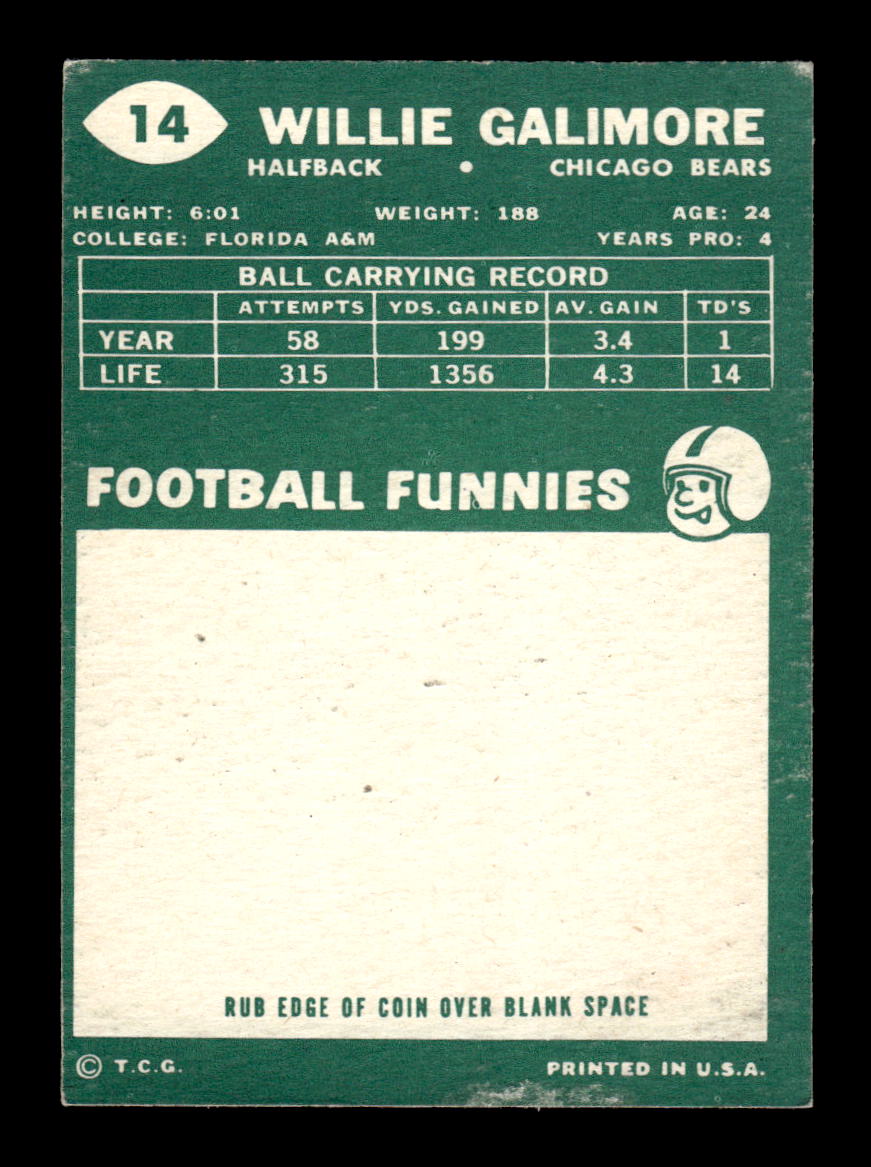 14 WILLIE GALIMORE
HALFBACK • CHICAGO BEARS
HEIGHT: 6:01 WEIGHT: 188 AGE: 24
COLLEGE: FLORIDA A&M YEARS PRO: 4
BALL CARRYING RECORD
ATTEMPTS YDS. GAINED AV. GAIN TD'S
YEAR 58 199 3.4 1
LIFE 315 1356 4.3 14
FOOTBALL FUNNIES
RUB EDGE OF COIN OVER BLANK SPACE
© T.C.G. PRINTED IN U.S.A.